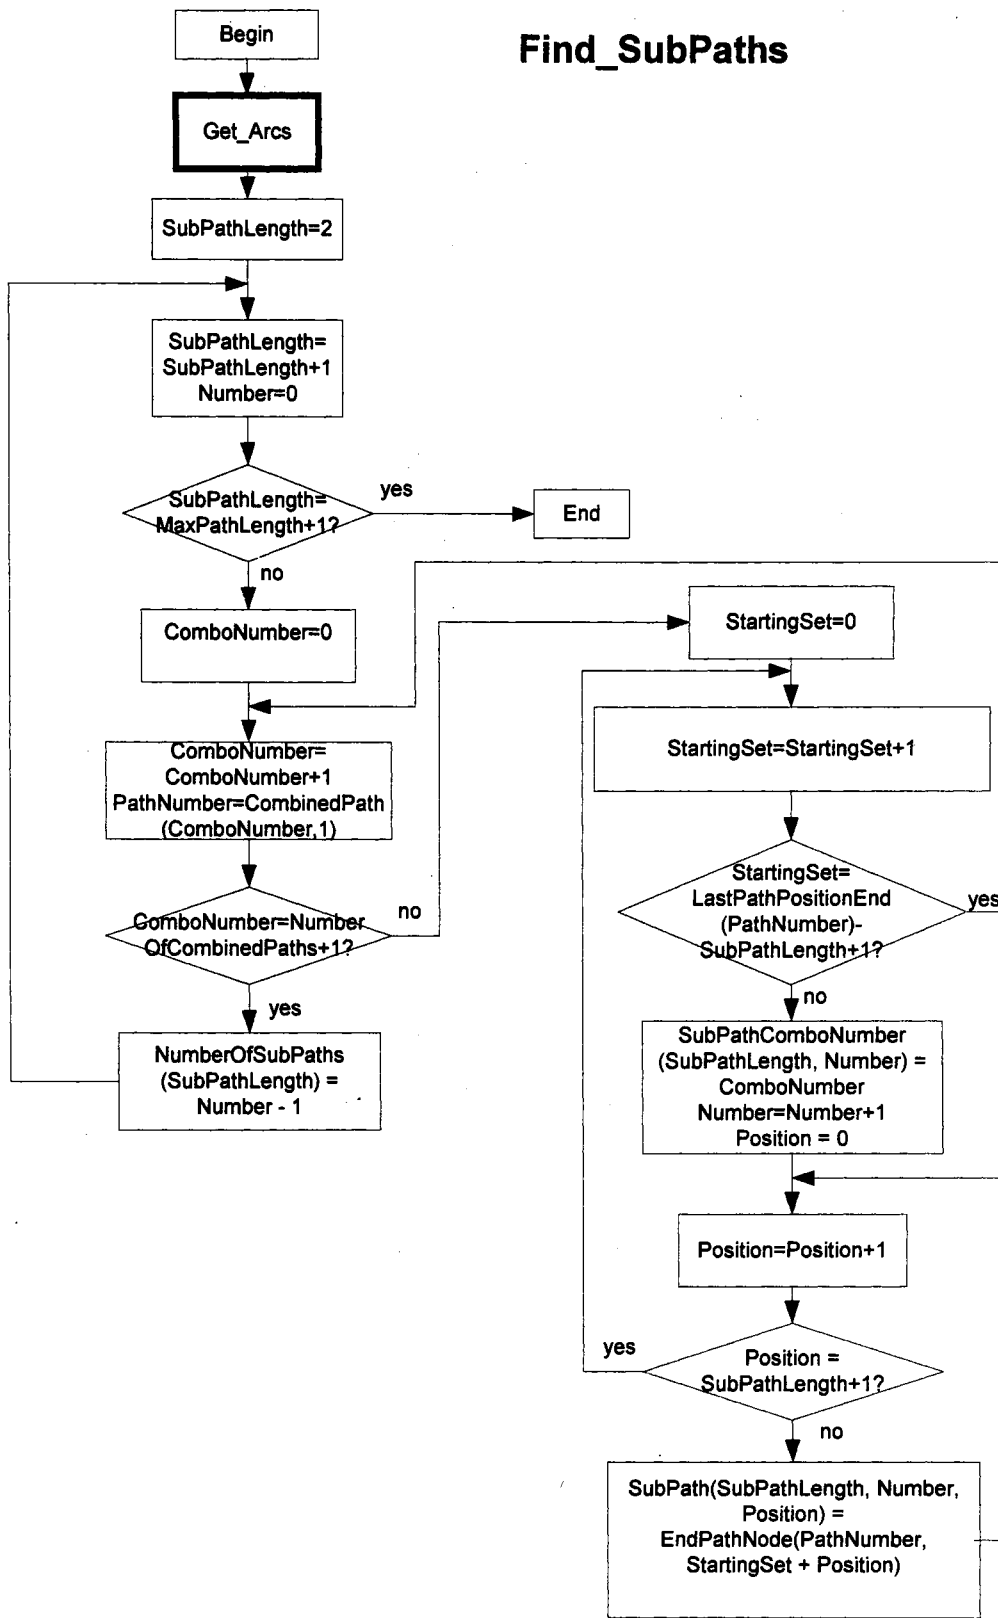 Find_SubPaths
Begin
Get_Arcs
SubPathLength=2
SubPathLength=
SubPathLength+1
Number=0
SubPathLength=
MaxPathLength+1?
yes
End
no
ComboNumber=0
ComboNumber=
ComboNumber+1
PathNumber=CombinedPath
(ComboNumber,1)
ComboNumber=Number
OfCombinedPaths+1?
no
yes
NumberOfSubPaths
(SubPathLength) =
Number - 1
StartingSet=0
StartingSet=StartingSet+1
StartingSet=
LastPathPositionEnd
(PathNumber)-
SubPathLength+1?
yes
no
SubPathComboNumber
(SubPathLength, Number) =
ComboNumber
Number=Number+1
Position = 0
Position=Position+1
Position =
SubPathLength+1?
yes
no
SubPath(SubPathLength, Number,
Position) =
EndPathNode(PathNumber,
StartingSet + Position)